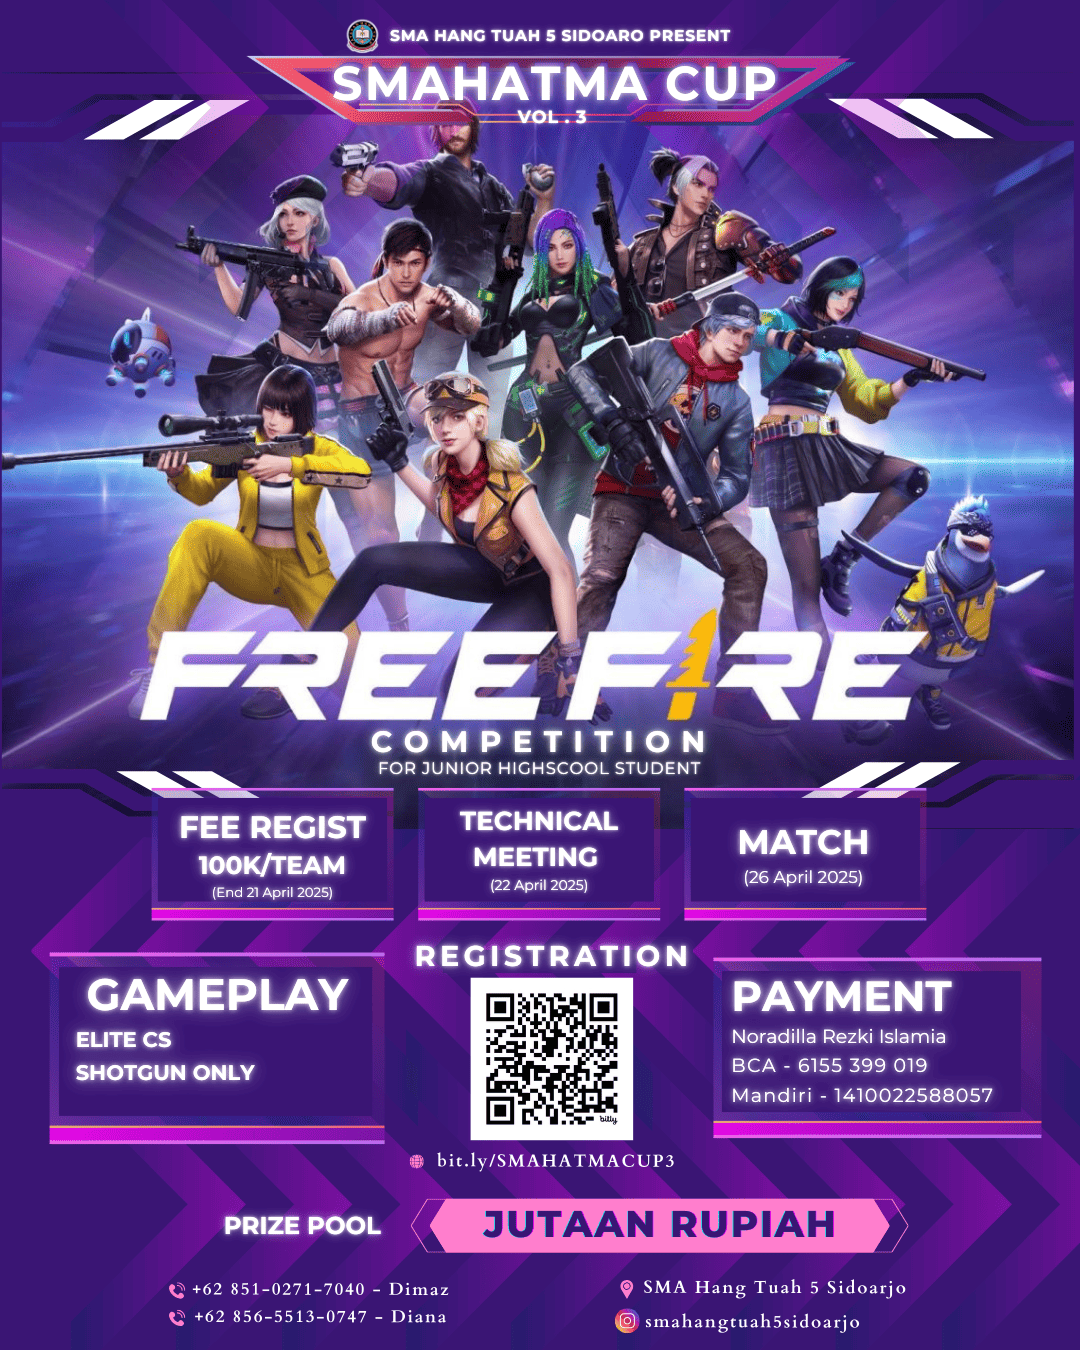 SMA HANG TUAH 5 SIDOARO PRESENT
SMAHATMA CUP
VOL . 3
FREE FIRE
COMPETITION
FOR JUNIOR HIGHSCOOL STUDENT
FEE REGIST
100K/TEAM
(End 21 April 2025)
TECHNICAL
MEETING
(22 April 2025)
MATCH
(26 April 2025)
GAMEPLAY
ELITE CS
SHOTGUN ONLY
REGISTRATION
bitly
bit.ly/SMAHATMACUP3
PAYMENT
Noradilla Rezki Islamia
BCA - 6155 399 019
Mandiri - 1410022588057
PRIZE POOL
JUTAAN RUPIAH
+62 851-0271-7040 - Dimaz
+62 856-5513-0747 - Diana
SMA Hang Tuah 5 Sidoarjo
smahangtuah5sidoarjo